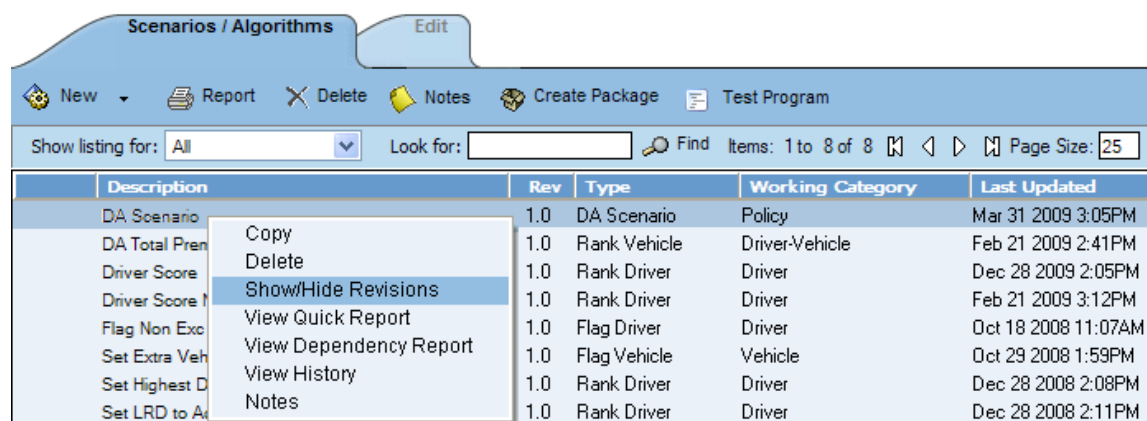 Scenarios / Algorithms Edit
New Report Delete Notes Create Package Test Program
Show listing for: All Look for: Find Items: 1 to 8 of 8 Page Size: 25
Description Rev Type Working Category Last Updated
DA Scenario 1.0 DA Scenario Policy Mar 31 2009 3:05PM
DA Total Prem 1.0 Rank Vehicle Driver-Vehicle Feb 21 2009 2:41PM
Driver Score 1.0 Rank Driver Driver Dec 28 2009 2:05PM
Driver Score 1.0 Rank Driver Driver Feb 21 2009 3:12PM
Flag Non Exc 1.0 Flag Driver Driver Oct 18 2008 11:07AM
Set Extra Veh 1.0 Flag Vehicle Vehicle Oct 29 2008 1:59PM
Set Highest D 1.0 Rank Driver Driver Dec 28 2008 2:08PM
Set LRD to Ac 1.0 Rank Driver Driver Dec 28 2008 2:11PM
Copy
Delete
Show/Hide Revisions
View Quick Report
View Dependency Report
View History
Notes